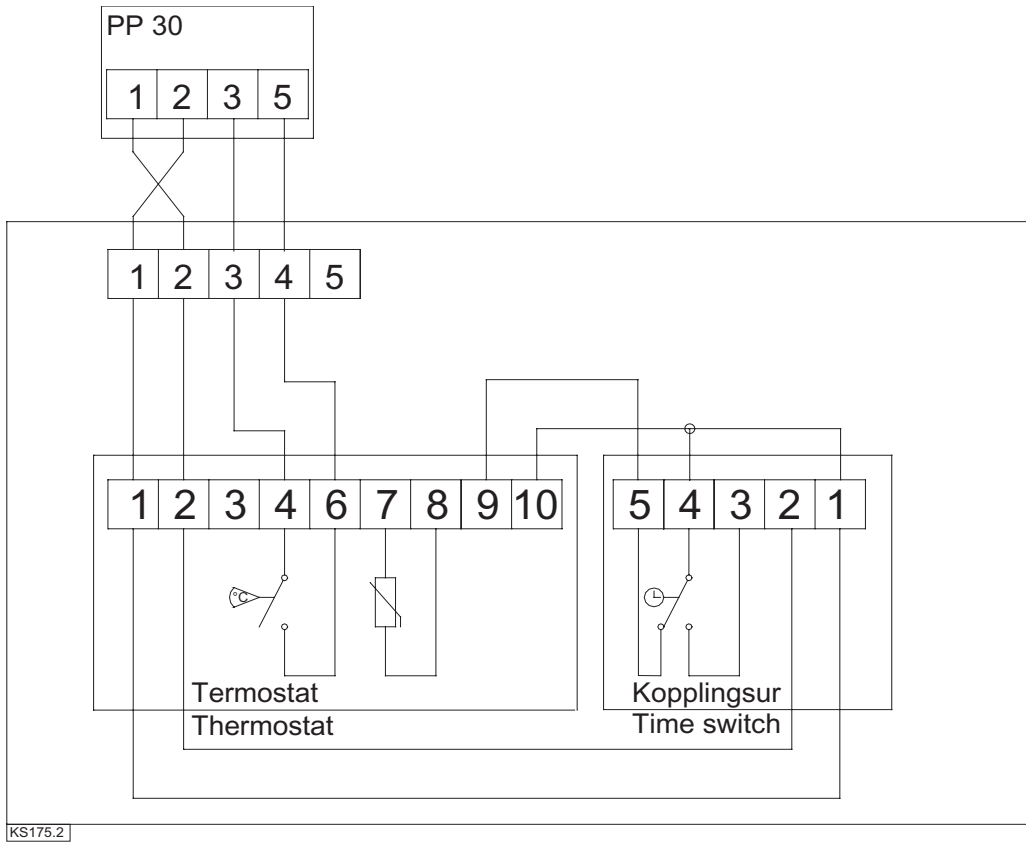 PP 30
1 2 3 5
1 2 3 4 5
1 2 3 4 6 7 8 9 10
5 4 3 2 1
°C
Termostat
Thermostat
Kopplingsur
Time switch
KS175.2